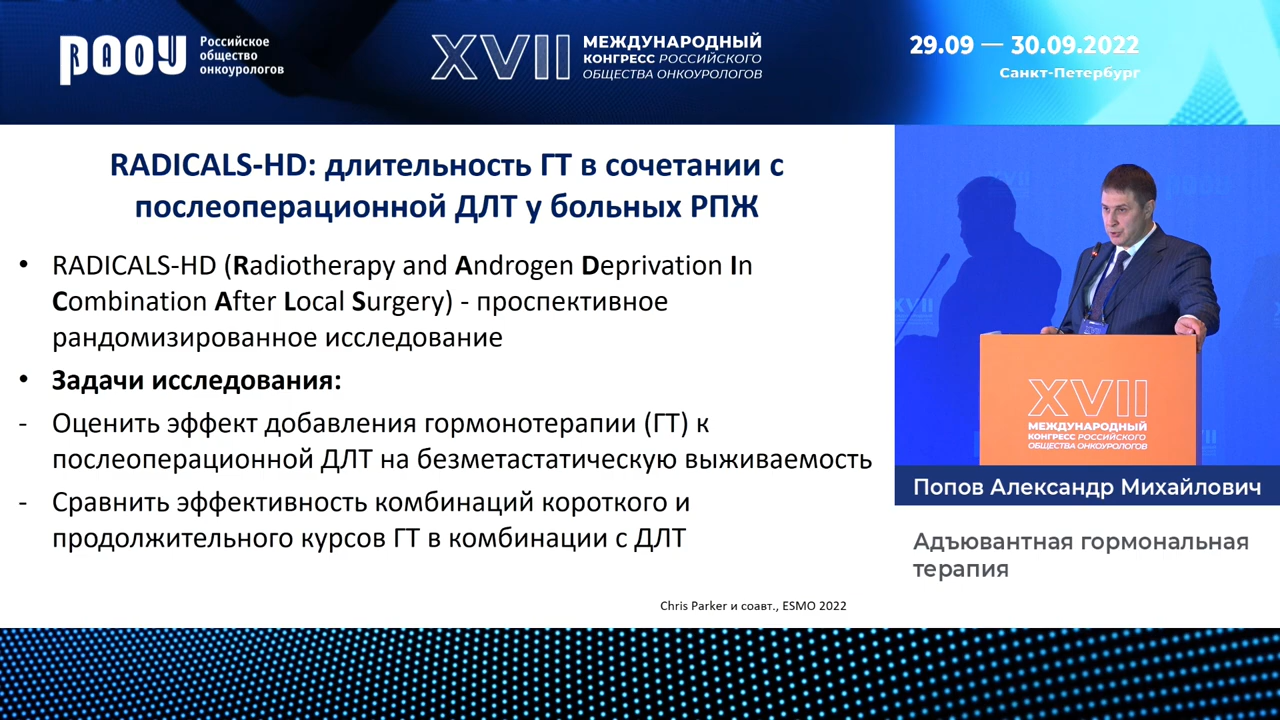 РАОУ
Российское
общество
онкоурологов
XVII
МЕЖДУНАРОДНЫЙ
КОНГРЕСС РОССИЙСКОГО
ОБЩЕСТВА ОНКОУРОЛОГОВ
29.09 — 30.09.2022
Санкт-Петербург
RADICALS-HD: длительность ГТ в сочетании с
послеоперационной ДЛТ у больных РПЖ
• RADICALS-HD (Radiotherapy and Androgen Deprivation In
Combination After Local Surgery) - проспективное
рандомизированное исследование
• Задачи исследования:
- Оценить эффект добавления гормонотерапии (ГТ) к
послеоперационной ДЛТ на безметастатическую выживаемость
- Сравнить эффективность комбинаций короткого и
продолжительного курсов ГТ в комбинации с ДЛТ
Chris Parker и соавт., ESMO 2022
XVII
МЕЖДУНАРОДНЫЙ
КОНГРЕСС РОССИЙСКОГО
ОБЩЕСТВА ОНКОУРОЛОГОВ
Попов Александр Михайлович
Адъювантная гормональная
терапия